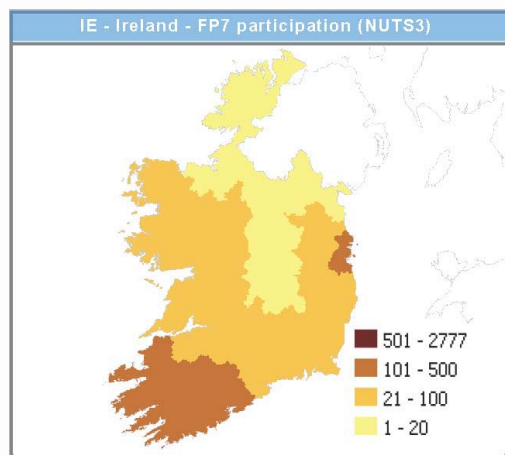 IE - Ireland - FP7 participation (NUTS3)
501 - 2777
101 - 500
21 - 100
1 - 20